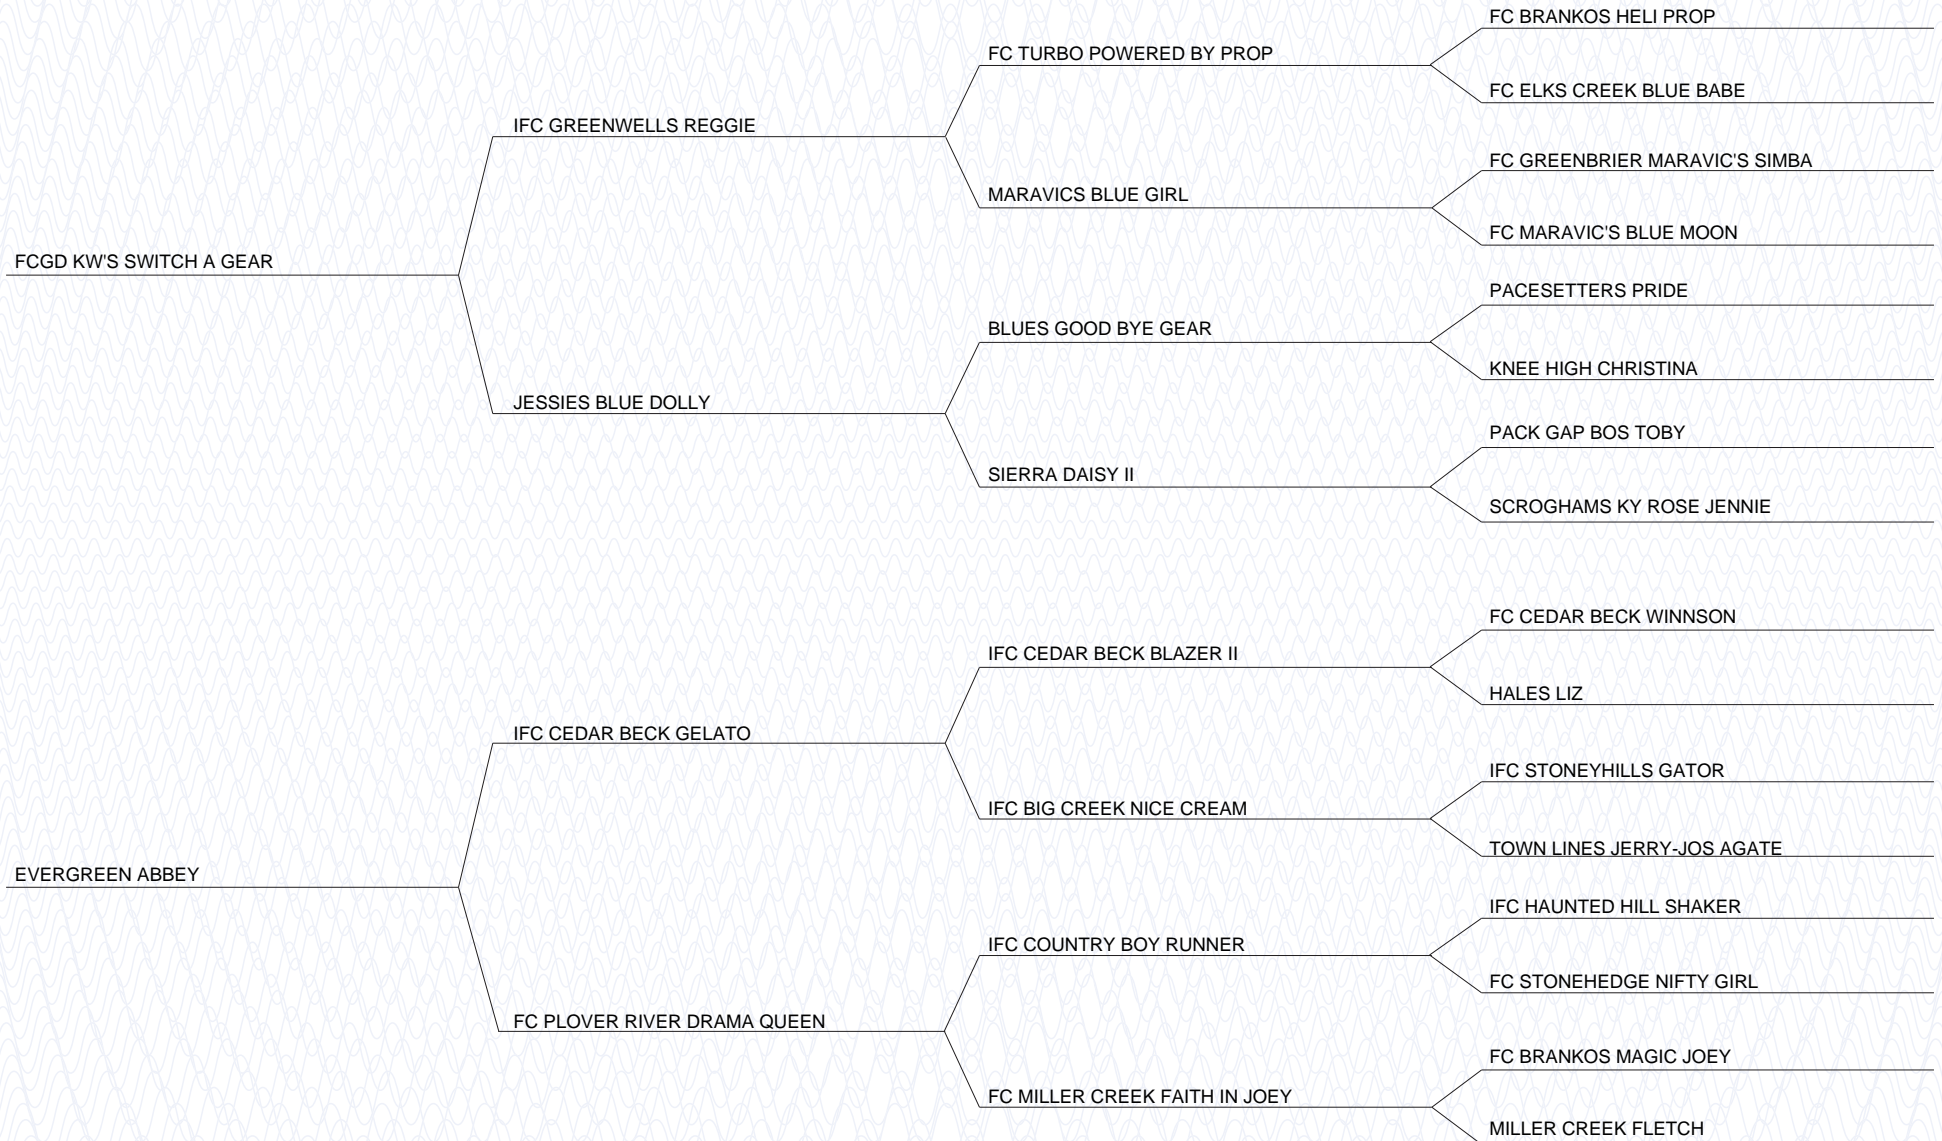 FC BRANKOS HELI PROP
FC TURBO POWERED BY PROP
FC ELKS CREEK BLUE BABE
IFC GREENWELLS REGGIE
FC GREENBRIER MARAVIC'S SIMBA
MARAVICS BLUE GIRL
FC MARAVIC'S BLUE MOON
FCGD KW'S SWITCH A GEAR
PACESETTERS PRIDE
BLUES GOOD BYE GEAR
KNEE HIGH CHRISTINA
JESSIES BLUE DOLLY
PACK GAP BOS TOBY
SIERRA DAISY II
SCROGHAMS KY ROSE JENNIE
FC CEDAR BECK WINNSON
IFC CEDAR BECK BLAZER II
HALES LIZ
IFC CEDAR BECK GELATO
IFC STONEYHILLS GATOR
IFC BIG CREEK NICE CREAM
TOWN LINES JERRY-JOS AGATE
EVERGREEN ABBEY
IFC HAUNTED HILL SHAKER
IFC COUNTRY BOY RUNNER
FC STONEHEDGE NIFTY GIRL
FC PLOVER RIVER DRAMA QUEEN
FC BRANKOS MAGIC JOEY
FC MILLER CREEK FAITH IN JOEY
MILLER CREEK FLETCH